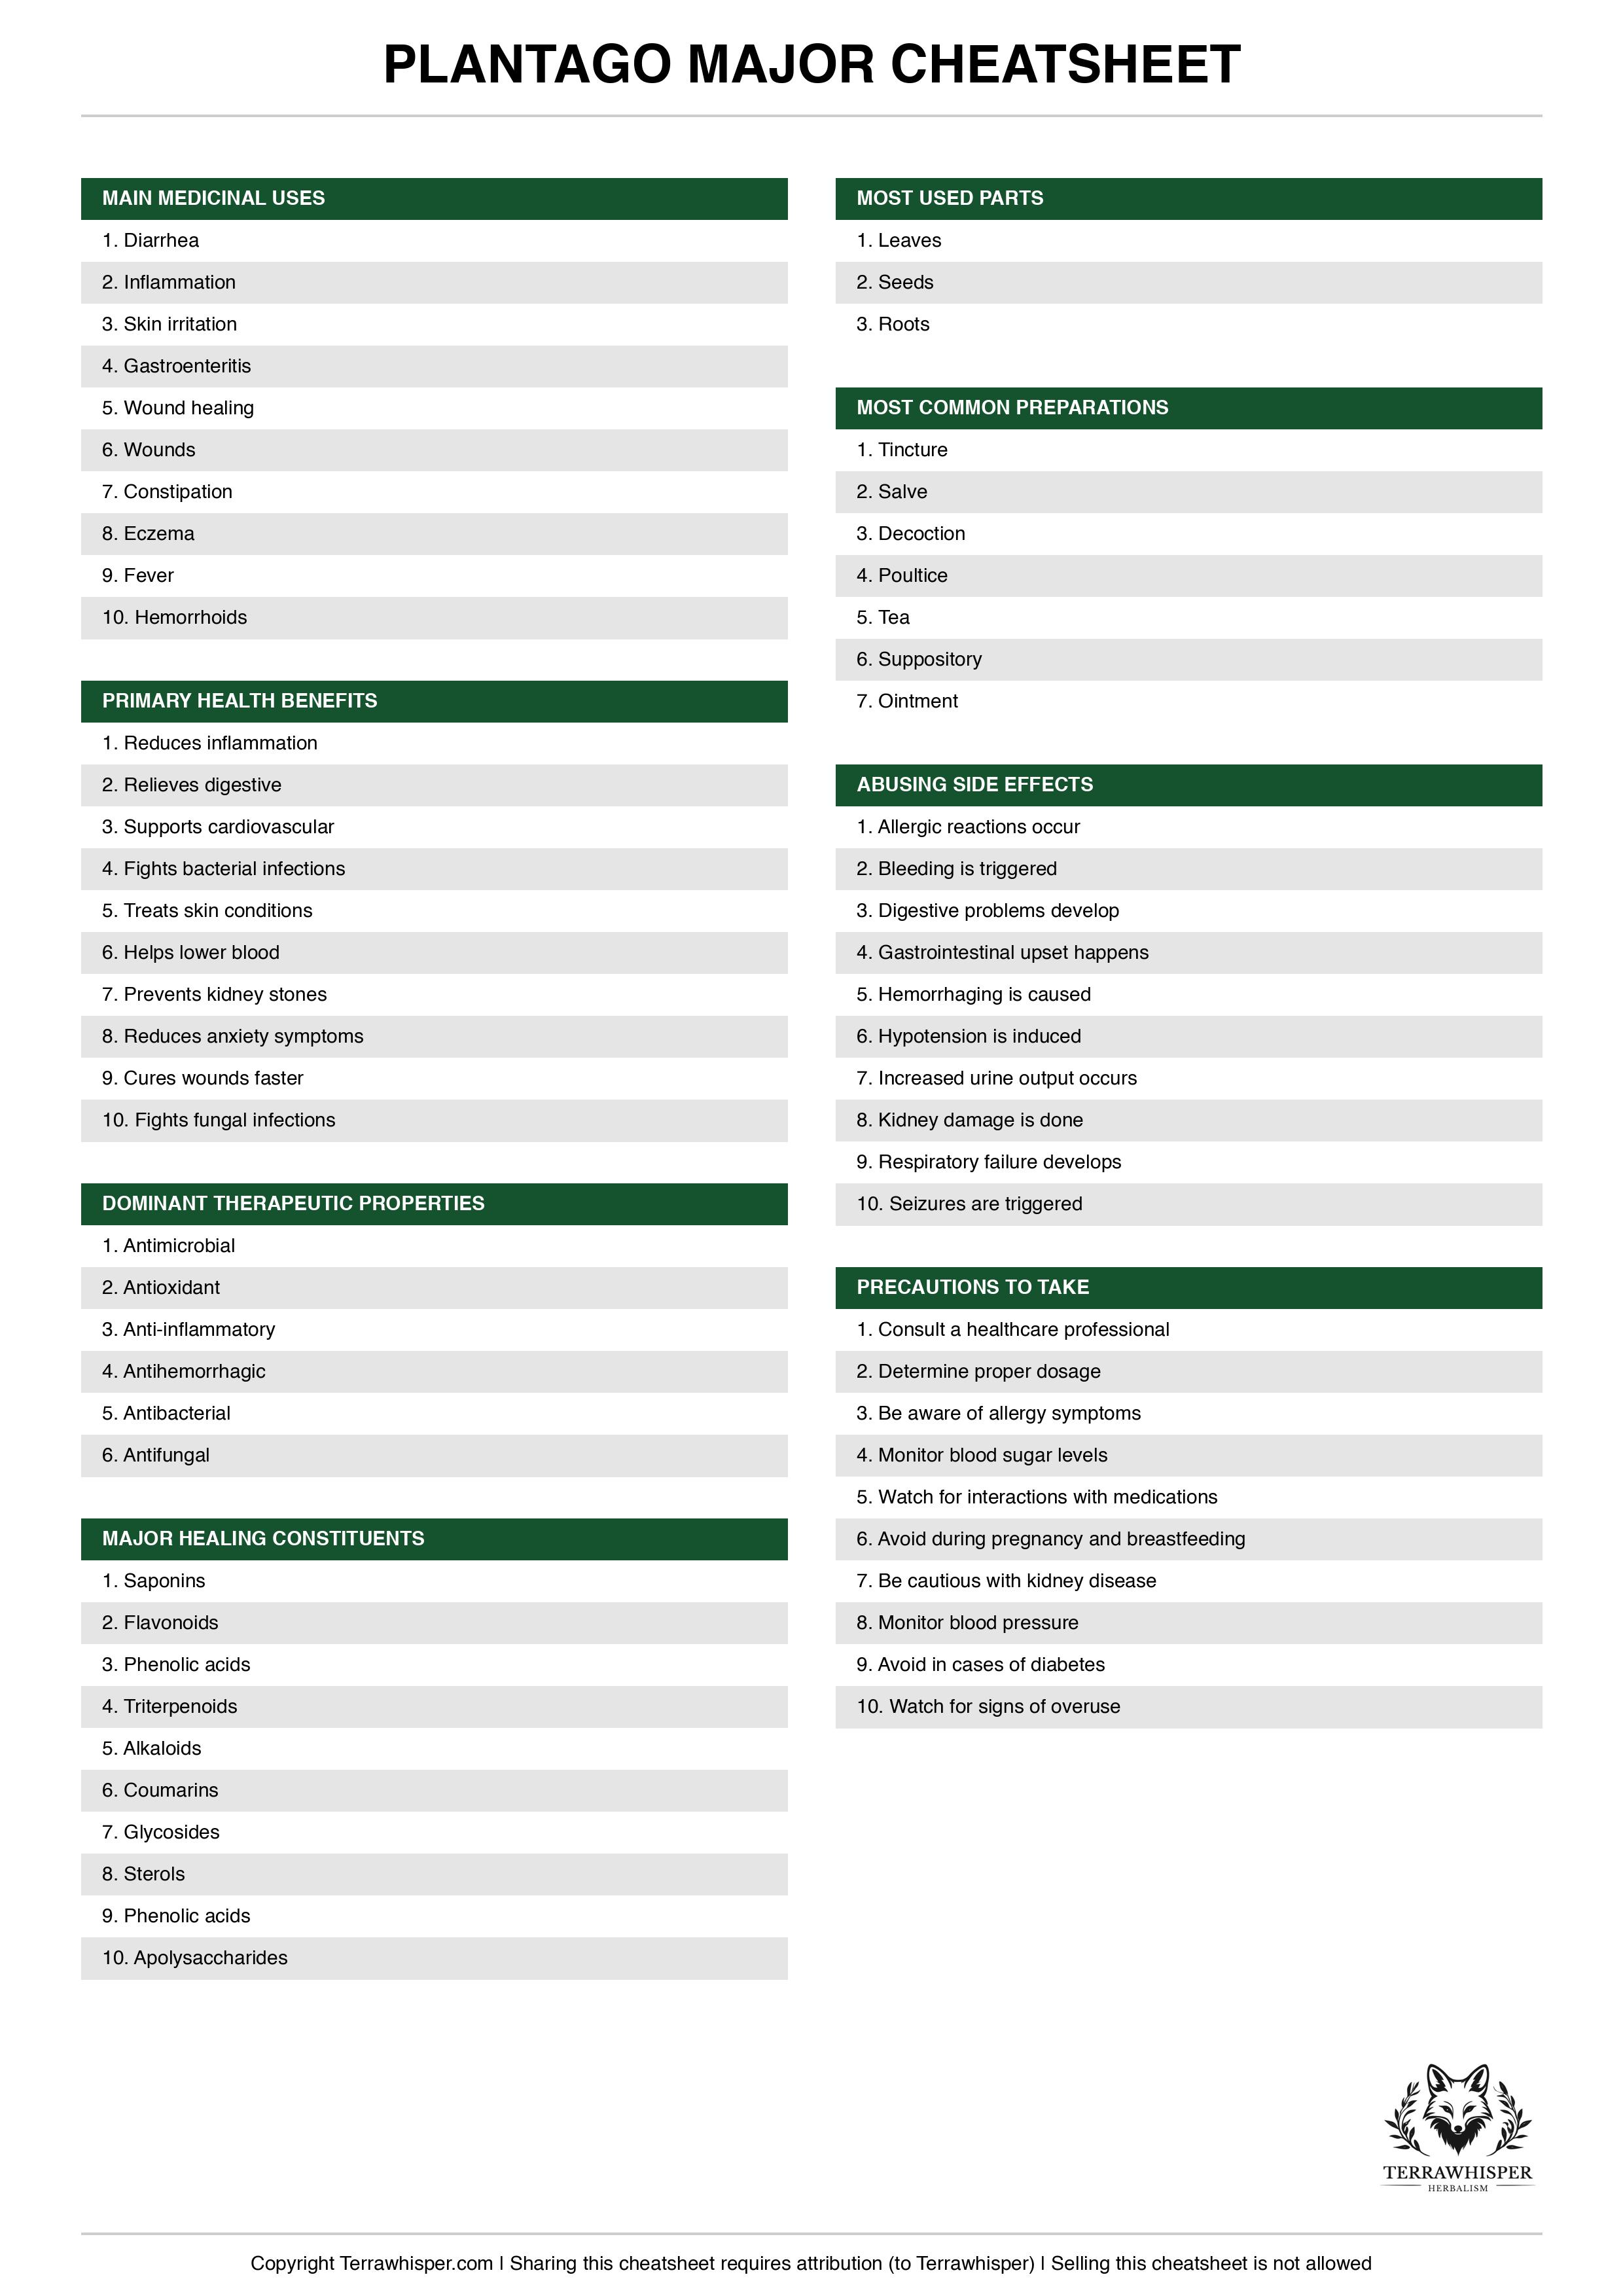 PLANTAGO MAJOR CHEATSHEET
MAIN MEDICINAL USES
1. Diarrhea
2. Inflammation
3. Skin irritation
4. Gastroenteritis
5. Wound healing
6. Wounds
7. Constipation
8. Eczema
9. Fever
10. Hemorrhoids
PRIMARY HEALTH BENEFITS
1. Reduces inflammation
2. Relieves digestive
3. Supports cardiovascular
4. Fights bacterial infections
5. Treats skin conditions
6. Helps lower blood
7. Prevents kidney stones
8. Reduces anxiety symptoms
9. Cures wounds faster
10. Fights fungal infections
DOMINANT THERAPEUTIC PROPERTIES
1. Antimicrobial
2. Antioxidant
3. Anti-inflammatory
4. Antihemorrhagic
5. Antibacterial
6. Antifungal
MAJOR HEALING CONSTITUENTS
1. Saponins
2. Flavonoids
3. Phenolic acids
4. Triterpenoids
5. Alkaloids
6. Coumarins
7. Glycosides
8. Sterols
9. Phenolic acids
10. Apolysaccharides
MOST USED PARTS
1. Leaves
2. Seeds
3. Roots
MOST COMMON PREPARATIONS
1. Tincture
2. Salve
3. Decoction
4. Poultice
5. Tea
6. Suppository
7. Ointment
ABUSING SIDE EFFECTS
1. Allergic reactions occur
2. Bleeding is triggered
3. Digestive problems develop
4. Gastrointestinal upset happens
5. Hemorrhaging is caused
6. Hypotension is induced
7. Increased urine output occurs
8. Kidney damage is done
9. Respiratory failure develops
10. Seizures are triggered
PRECAUTIONS TO TAKE
1. Consult a healthcare professional
2. Determine proper dosage
3. Be aware of allergy symptoms
4. Monitor blood sugar levels
5. Watch for interactions with medications
6. Avoid during pregnancy and breastfeeding
7. Be cautious with kidney disease
8. Monitor blood pressure
9. Avoid in cases of diabetes
10. Watch for signs of overuse
TERRAWHISPER
HERBALISM
Copyright Terrawhisper.com | Sharing this cheatsheet requires attribution (to Terrawhisper) | Selling this cheatsheet is not allowed